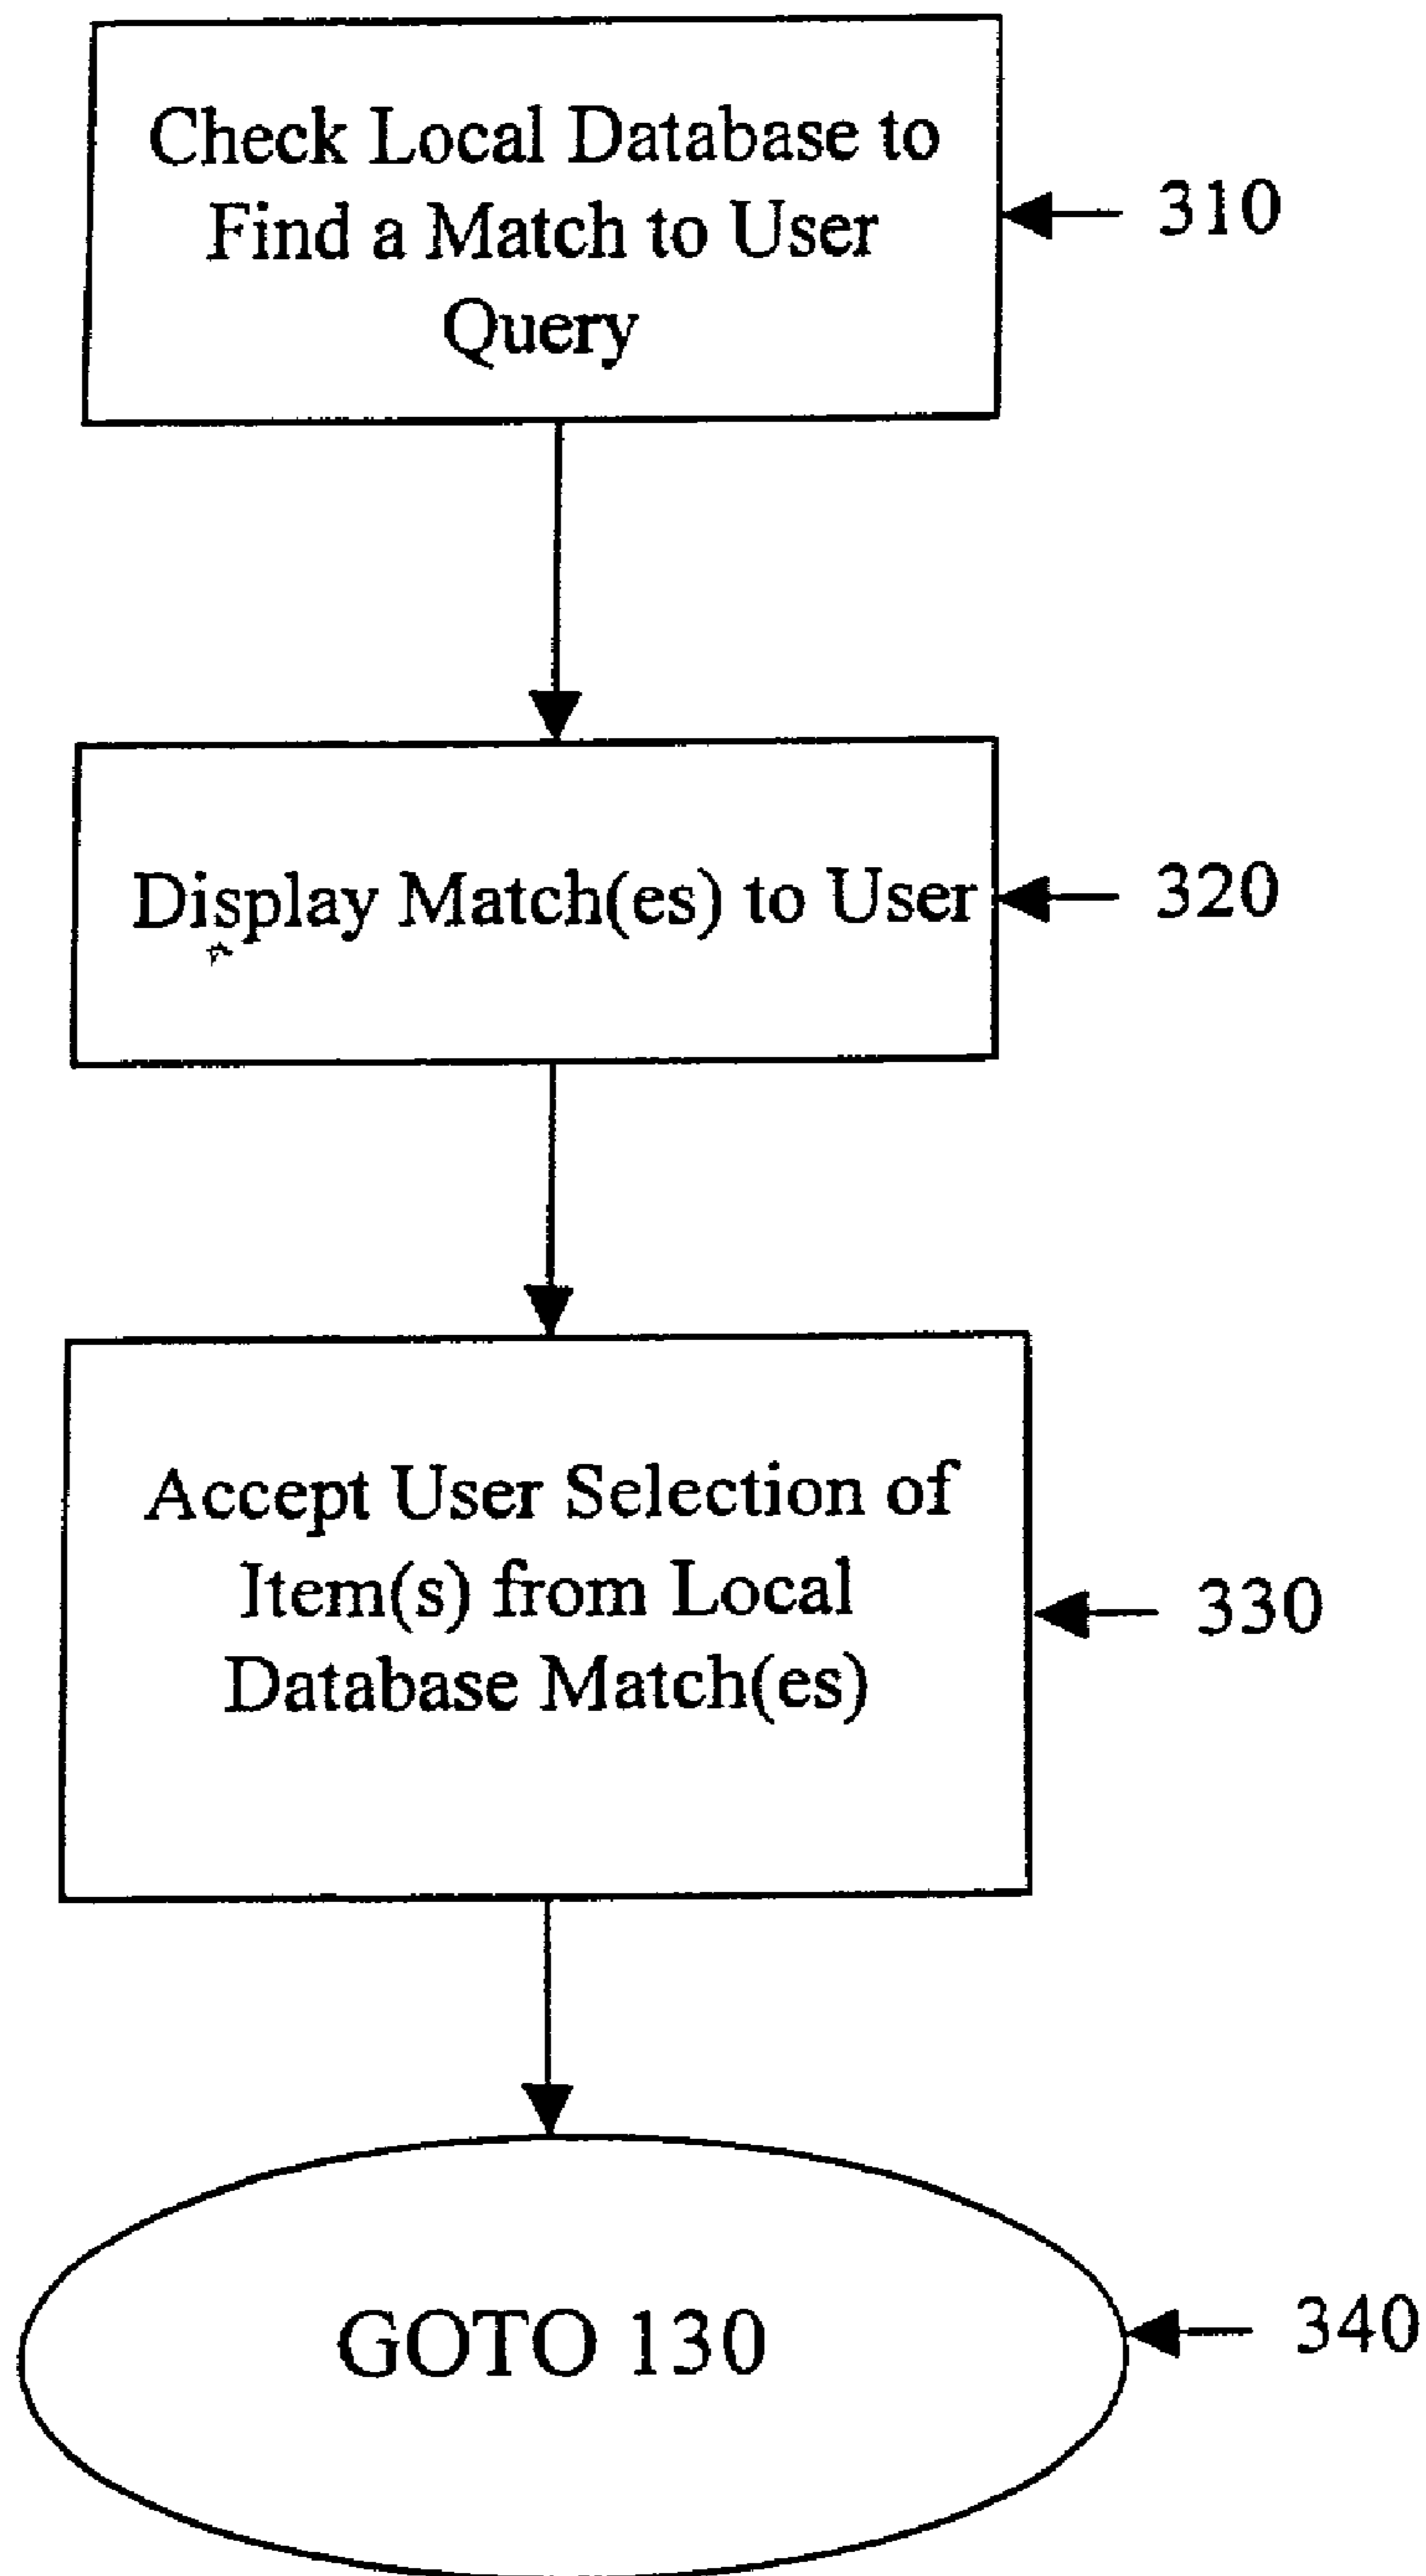 Check Local Database to
Find a Match to User
Query
310
Display Match(es) to User
320
Accept User Selection of
Item(s) from Local
Database Match(es)
330
GOTO 130
340